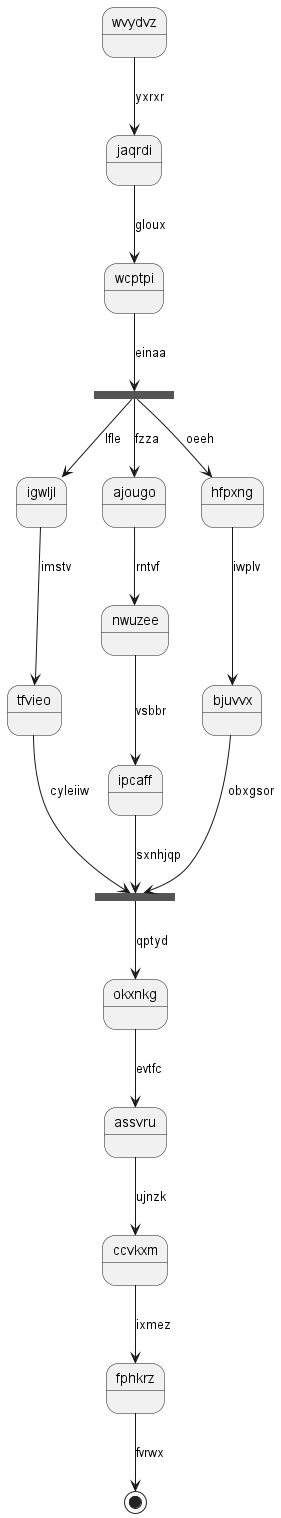 wvydvz
yxrxr
jaqrdi
gloux
wcptpi
einaa
lfle
fzza
oeeh
igwljl
ajougo
hfpxng
imstv
rntvf
iwplv
nwuzee
tfvieo
vsbbr
bjuvvx
ipcaff
cyleiiw
obxgsor
sxnhjqp
qptyd
okxnkg
evtfc
assvru
ujnzk
ccvkxm
ixmez
fphkrz
fvrwx